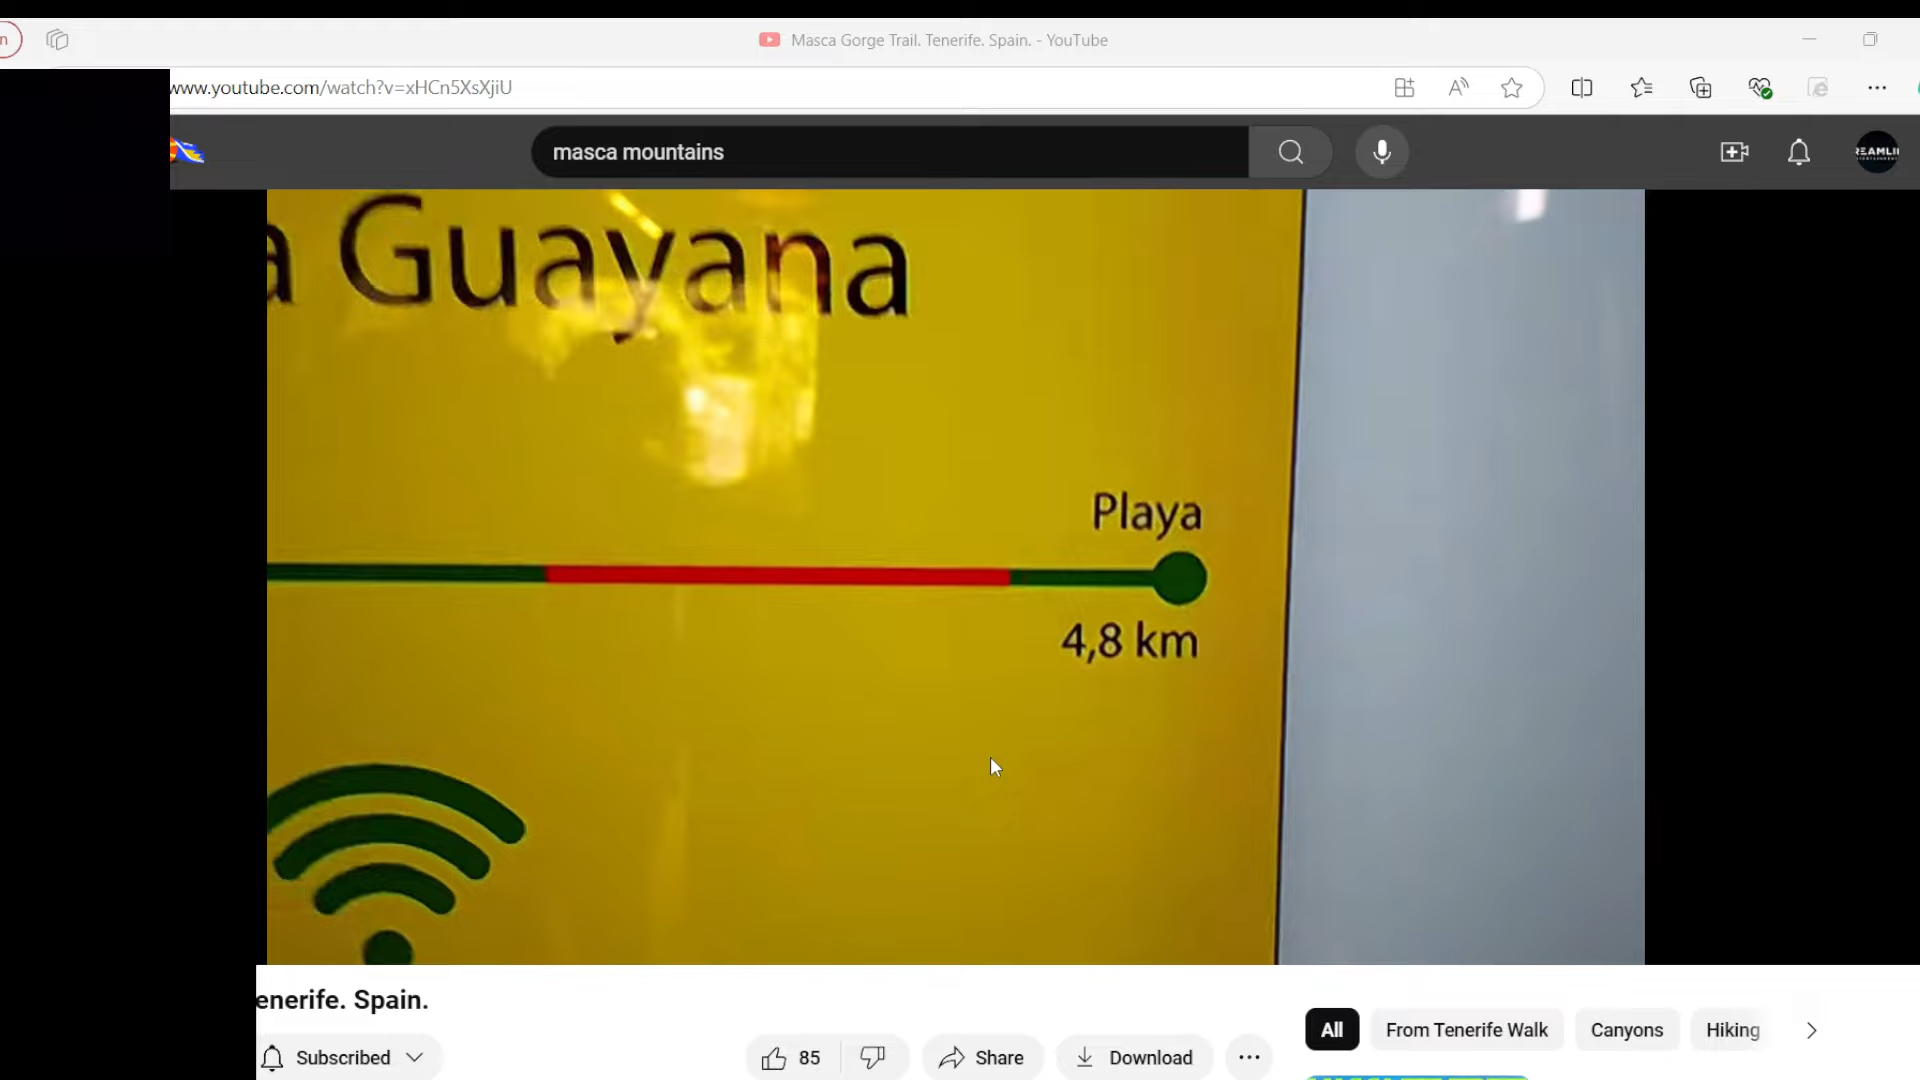 n
Masca Gorge Trail. Tenerife. Spain. - YouTube
www.youtube.com/watch?v=xHCn5XsXjiU
masca mountains
REAMLI
a Guayana
Playa
4,8 km
enerife. Spain.
Subscribed
85
Share
Download
All
From Tenerife Walk
Canyons
Hiking